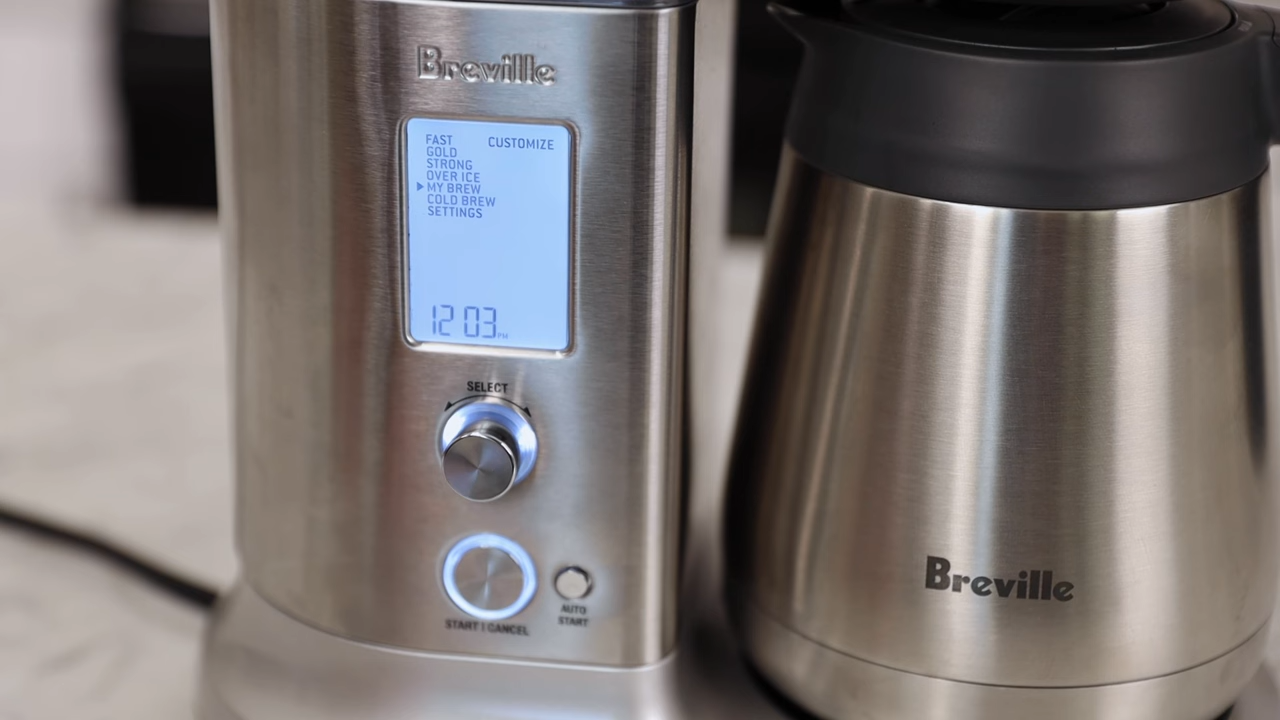 Breville
FAST CUSTOMIZE
GOLD
STRONG
OVER ICE
MY BREW
COLD BREW
SETTINGS
12 03 PM
SELECT
START | CANCEL
AUTO
START
Breville